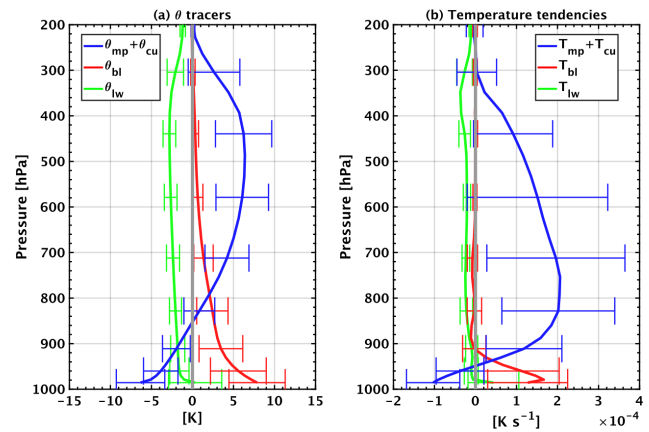 (a) θ tracers
200
300
400
500
600
700
800
900
1000
Pressure [hPa]
θmp+θcu
θbl
θlw
−15
−10
−5
0
5
10
15
[K]
(b) Temperature tendencies
200
300
400
500
600
700
800
900
1000
Pressure [hPa]
Tmp+Tcu
Tbl
Tlw
−2
−1
0
1
2
3
4
[K s⁻¹]
×10⁻⁴